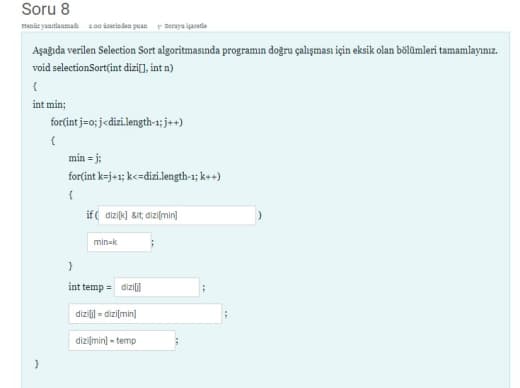 Soru 8
Henüz yanıtlanmadı 2.00 üzerinden puan Soruyu işaretle
Aşağıda verilen Selection Sort algoritmasında programın doğru çalışması için eksik olan bölümleri tamamlayınız.
void selectionSort(int dizi[], int n)
{
int min;
for(int j=0; j<dizi.length-1; j++)
{
min = j;
for(int k=j+1; k<=dizi.length-1; k++)
{
if ( dizi[k] &lt; dizi[min] )
min=k ;
}
int temp = dizi[j] ;
dizi[j] = dizi[min] ;
dizi[min] = temp ;
}